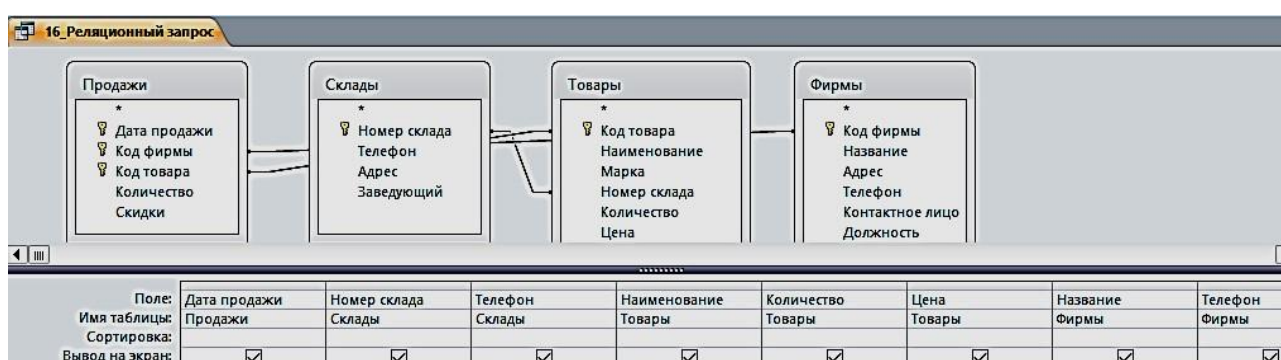 16_Реляционный запрос
Продажи
*
Дата продажи
Код фирмы
Код товара
Количество
Скидки
Склады
*
Номер склада
Телефон
Адрес
Заведующий
Товары
*
Код товара
Наименование
Марка
Номер склада
Количество
Цена
Фирмы
*
Код фирмы
Название
Адрес
Телефон
Контактное лицо
Должность
Поле: Дата продажи Номер склада Телефон Наименование Количество Цена Название Телефон
Имя таблицы: Продажи Склады Склады Товары Товары Товары Фирмы Фирмы
Сортировка:
Вывод на экран: